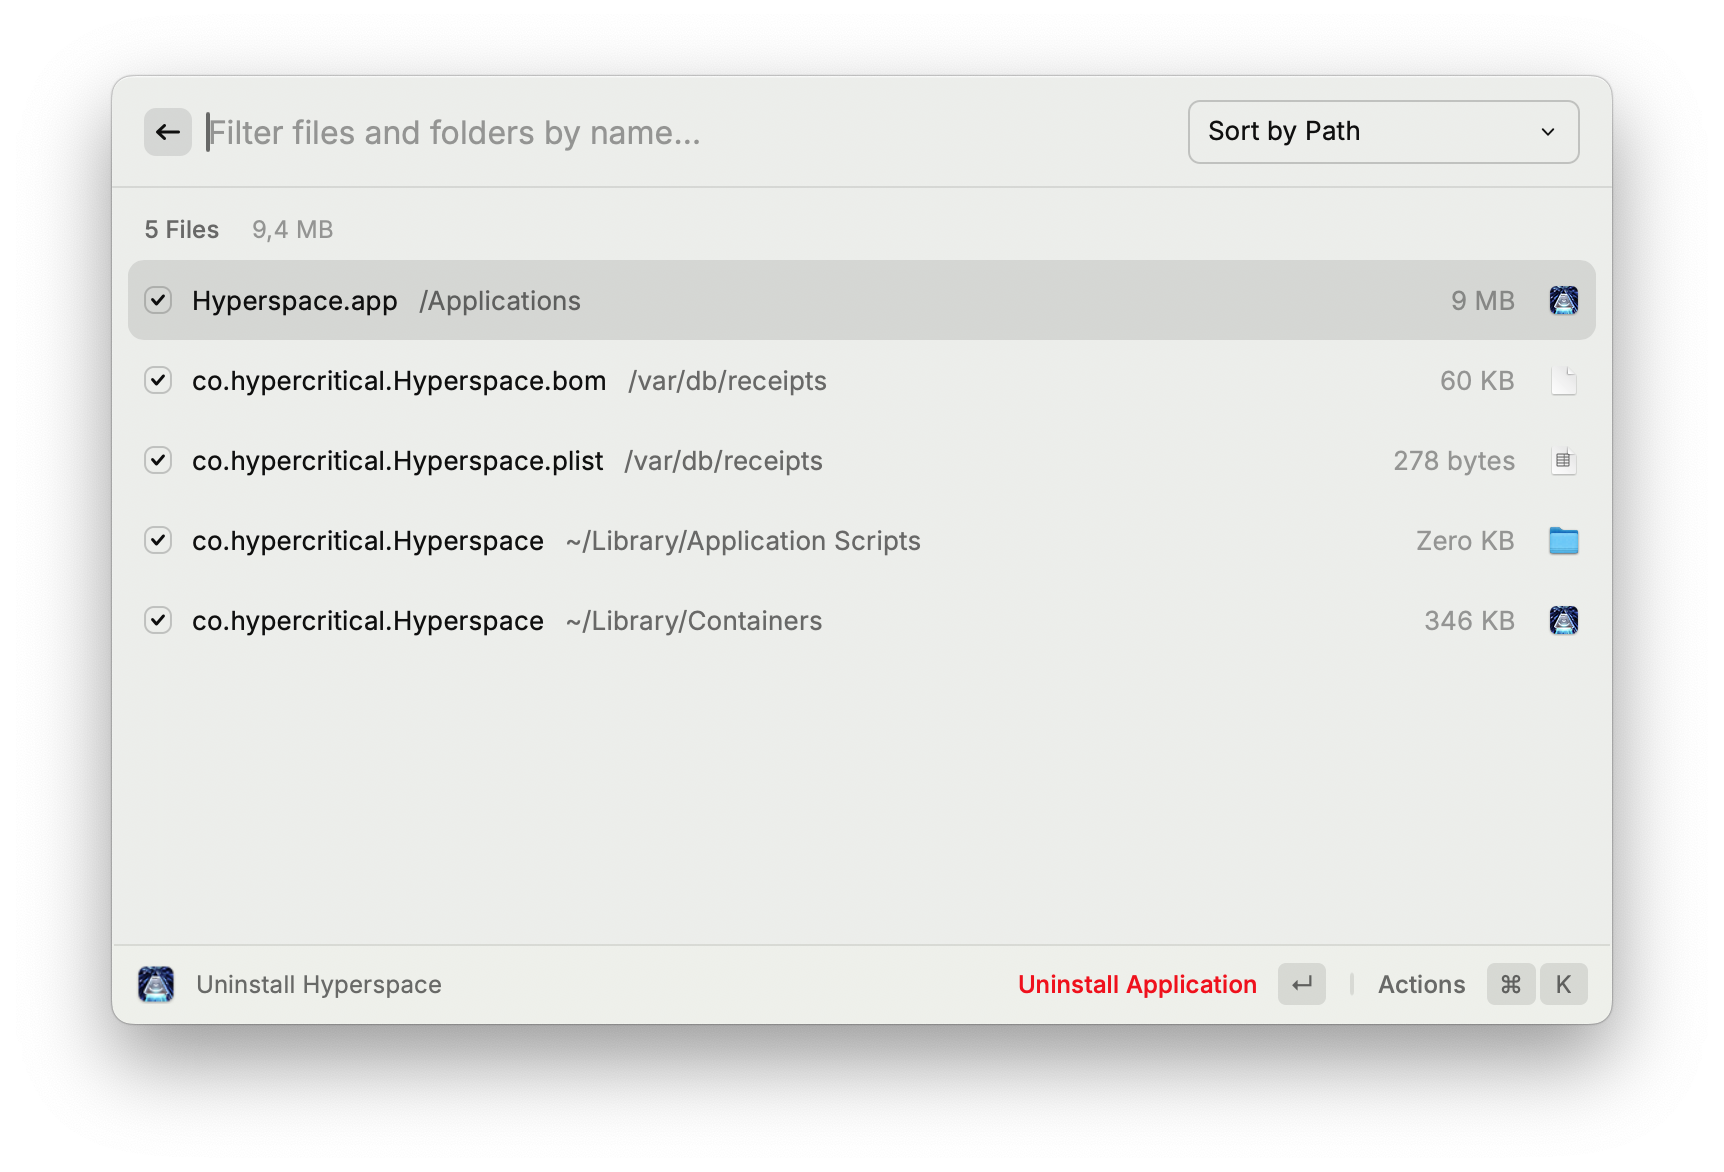 Filter files and folders by name...
Sort by Path
5 Files 9,4 MB
Hyperspace.app /Applications 9 MB
co.hypercritical.Hyperspace.bom /var/db/receipts 60 KB
co.hypercritical.Hyperspace.plist /var/db/receipts 278 bytes
co.hypercritical.Hyperspace ~/Library/Application Scripts Zero KB
co.hypercritical.Hyperspace ~/Library/Containers 346 KB
Uninstall Hyperspace
Uninstall Application ↵ Actions ⌘ K